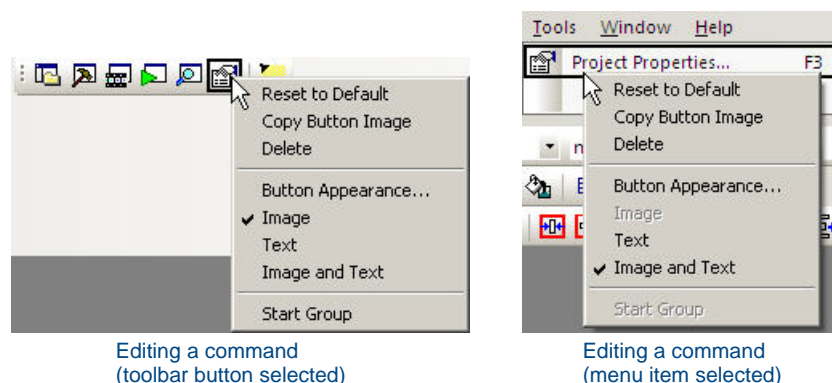 Reset to Default
Copy Button Image
Delete
Button Appearance...
Image
Text
Image and Text
Start Group
Editing a command
(toolbar button selected)
Tools Window Help
Project Properties... F3
Reset to Default
Copy Button Image
Delete
Button Appearance...
Image
Text
Image and Text
Start Group
Editing a command
(menu item selected)